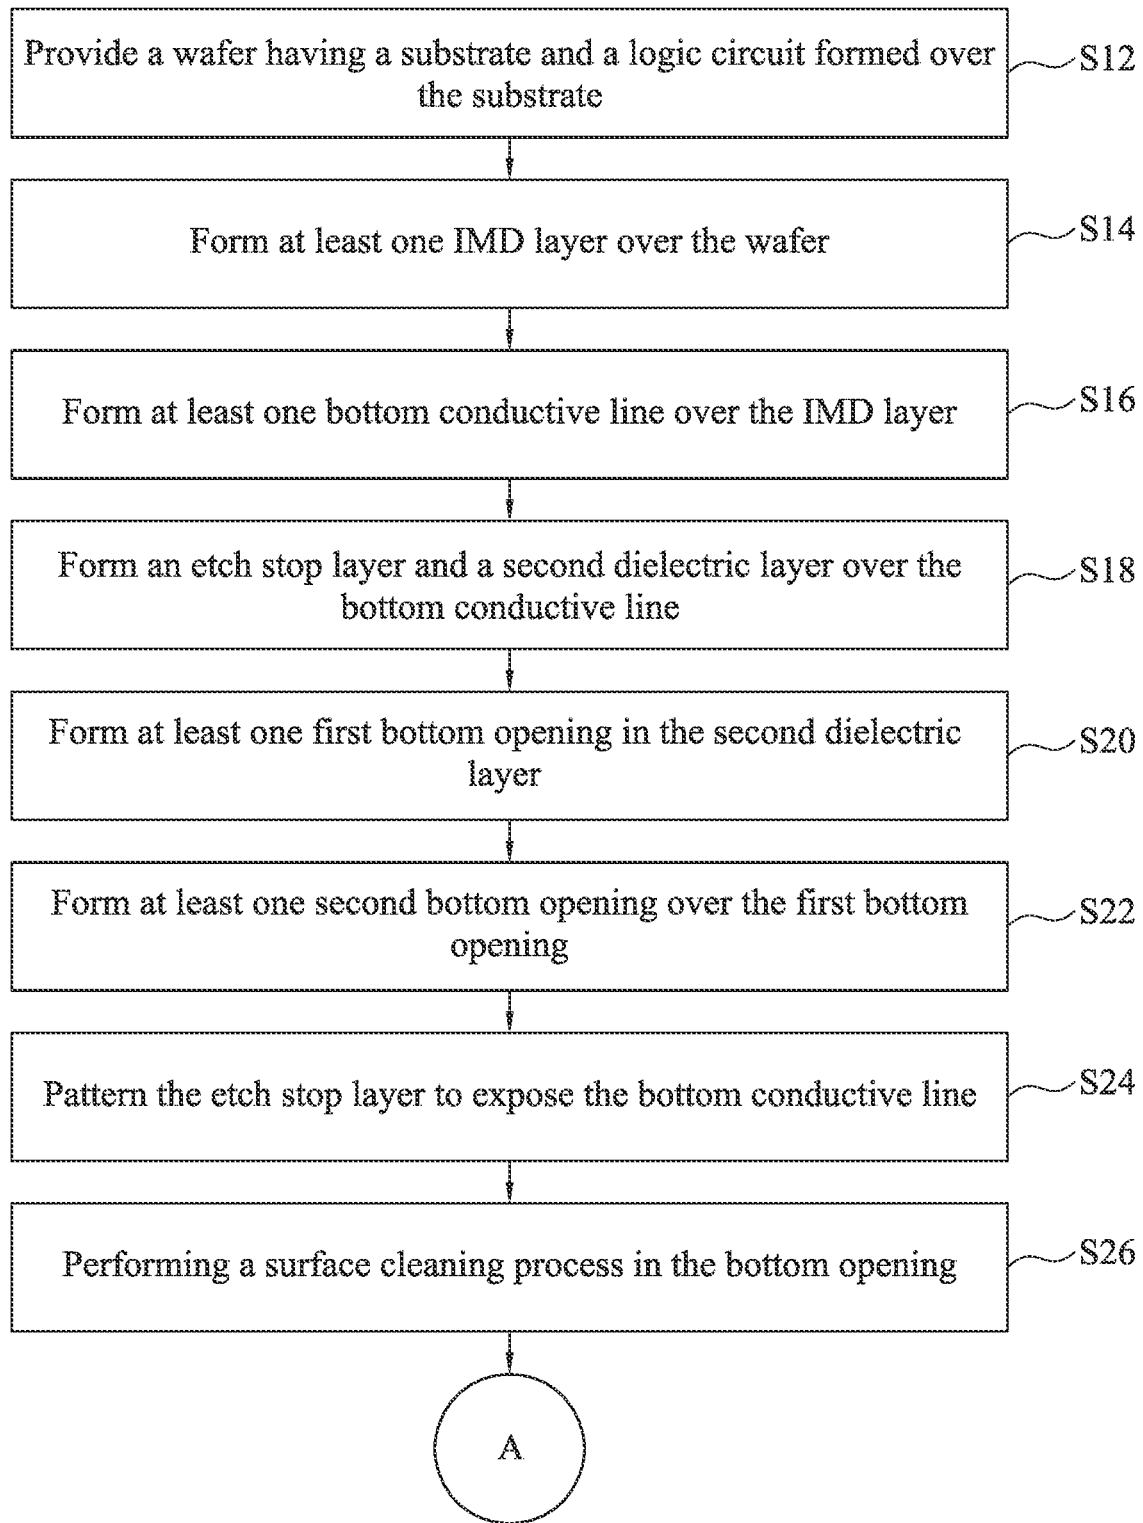 Provide a wafer having a substrate and a logic circuit formed over
the substrate
S12
Form at least one IMD layer over the wafer
S14
Form at least one bottom conductive line over the IMD layer
S16
Form an etch stop layer and a second dielectric layer over the
bottom conductive line
S18
Form at least one first bottom opening in the second dielectric
layer
S20
Form at least one second bottom opening over the first bottom
opening
S22
Pattern the etch stop layer to expose the bottom conductive line
S24
Performing a surface cleaning process in the bottom opening
S26
A